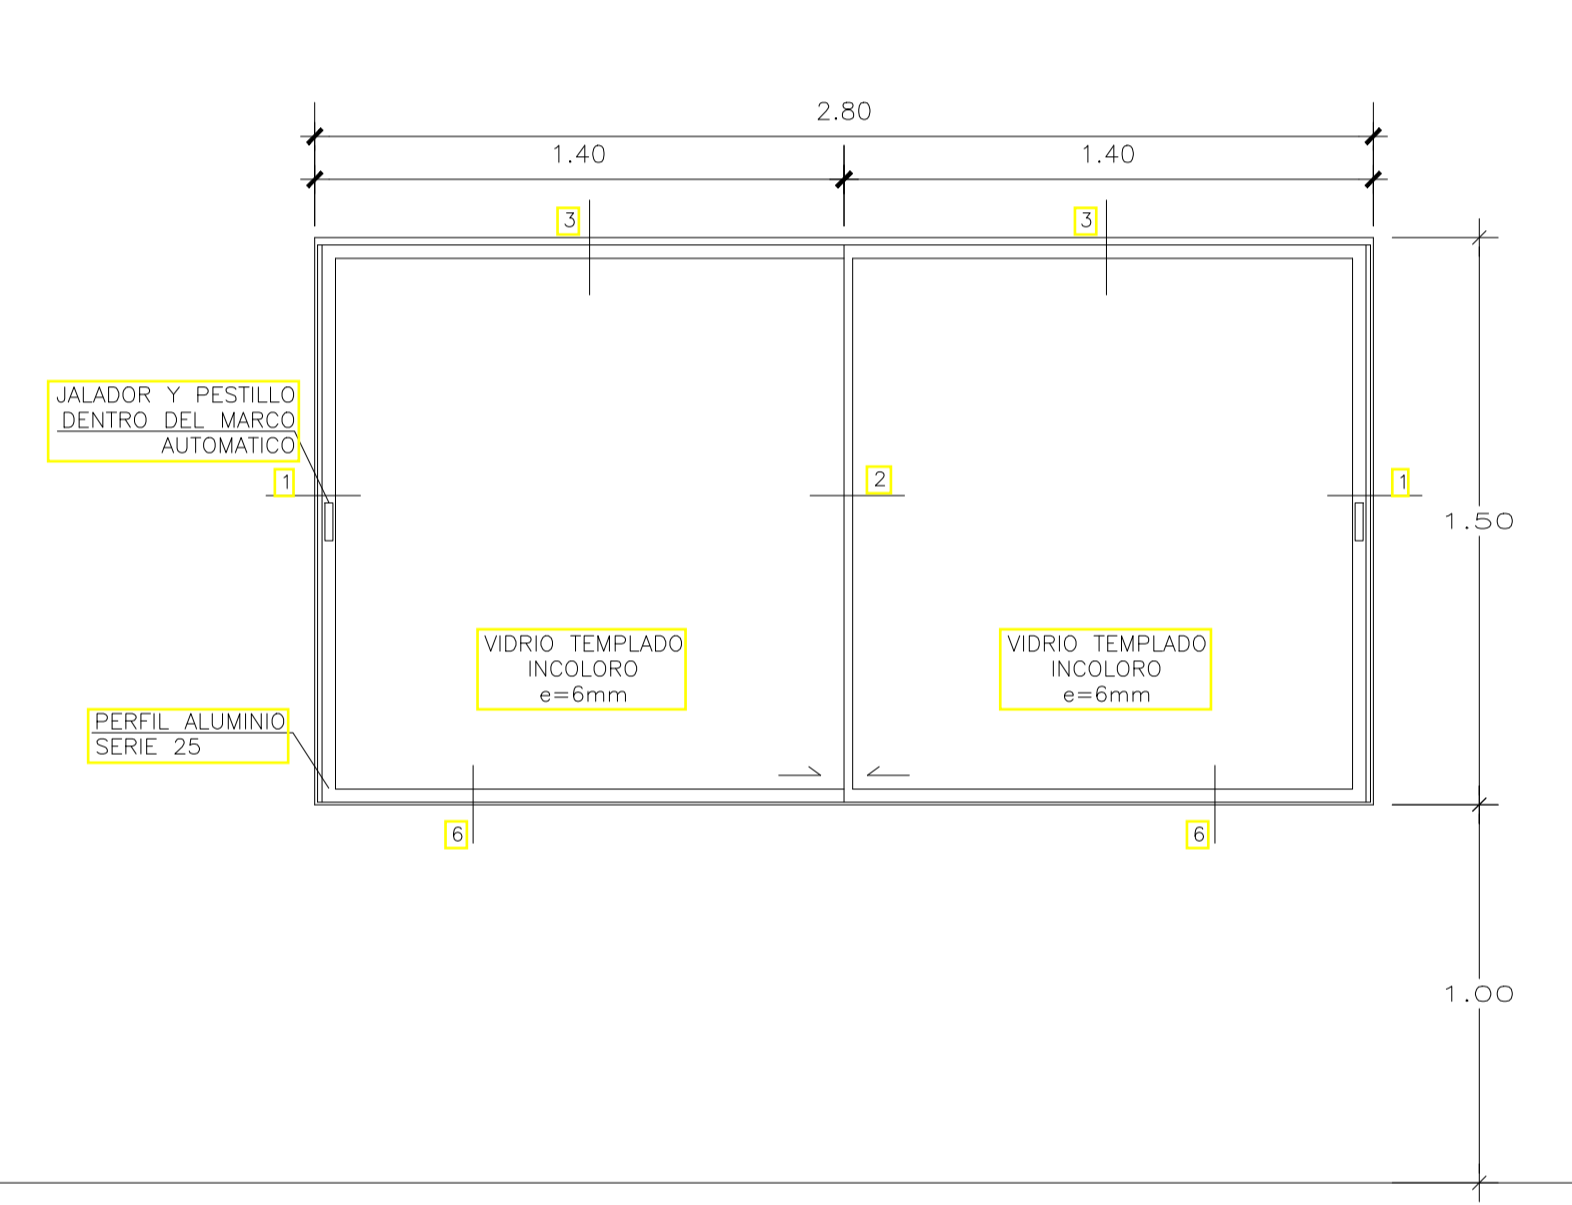 2.80
1.40
1.40
3
3
JALADOR Y PESTILLO
DENTRO DEL MARCO
AUTOMATICO
1
2
1
1.50
VIDRIO TEMPLADO
INCOLORO
e=6mm
VIDRIO TEMPLADO
INCOLORO
e=6mm
PERFIL ALUMINIO
SERIE 25
6
6
1.00